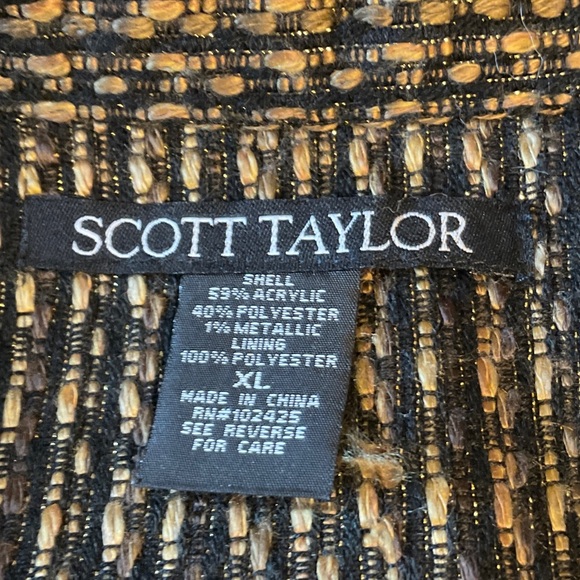 SCOTT TAYLOR
SHELL
59% ACRYLIC
40% POLYESTER
1% METALLIC
LINING
100% POLYESTER
XL
MADE IN CHINA
RN#102425
SEE REVERSE
FOR CARE